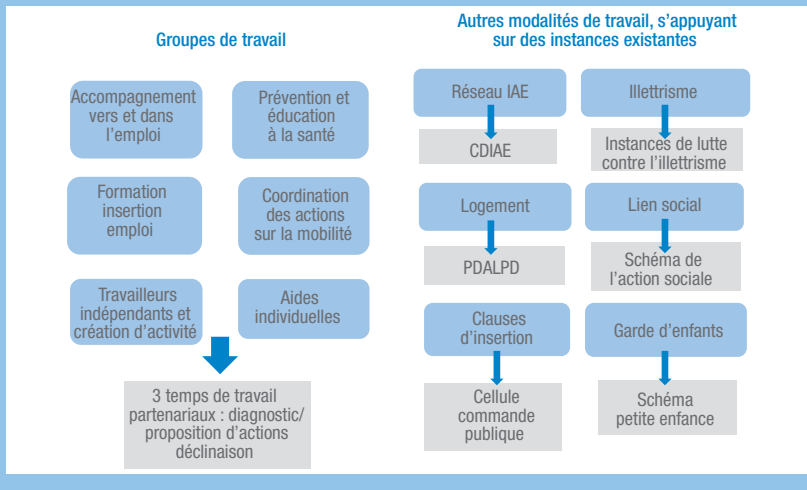 Groupes de travail
Accompagnement
vers et dans
l'emploi
Prévention et
éducation
à la santé
Formation
insertion
emploi
Coordination
des actions
sur la mobilité
Travailleurs
indépendants et
création d'activité
Aides
individuelles
3 temps de travail
partenariaux : diagnostic/
proposition d'actions
déclinaison
Autres modalités de travail, s'appuyant
sur des instances existantes
Réseau IAE
CDIAE
Illettrisme
Instances de lutte
contre l'illettrisme
Logement
PDALPD
Lien social
Schéma de
l'action sociale
Clauses
d'insertion
Cellule
commande
publique
Garde d'enfants
Schéma
petite enfance